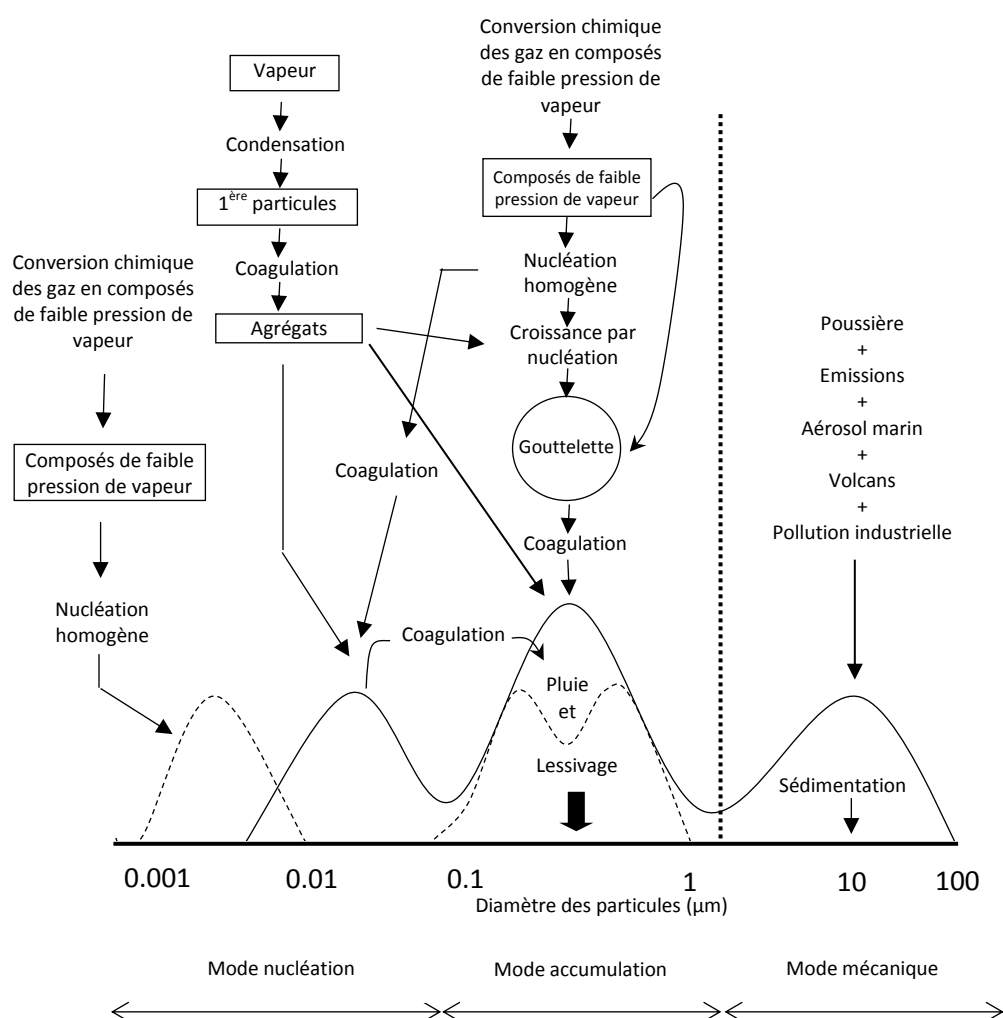 Conversion chimique
des gaz en composés
de faible pression de
vapeur
Vapeur
Condensation
Composés de faible
pression de vapeur
1ère particules
Conversion chimique
des gaz en composés
de faible pression de
vapeur
Coagulation
Nucléation
homogène
Agrégats
Croissance par
nucléation
Poussière
+
Emissions
+
Aérosol marin
+
Volcans
+
Pollution industrielle
Composés de faible
pression de vapeur
Coagulation
Gouttelette
Coagulation
Nucléation
homogène
Coagulation
Pluie
et
Lessivage
Sédimentation
0.001 0.01 0.1 1 10 100
Diamètre des particules (µm)
Mode nucléation Mode accumulation Mode mécanique